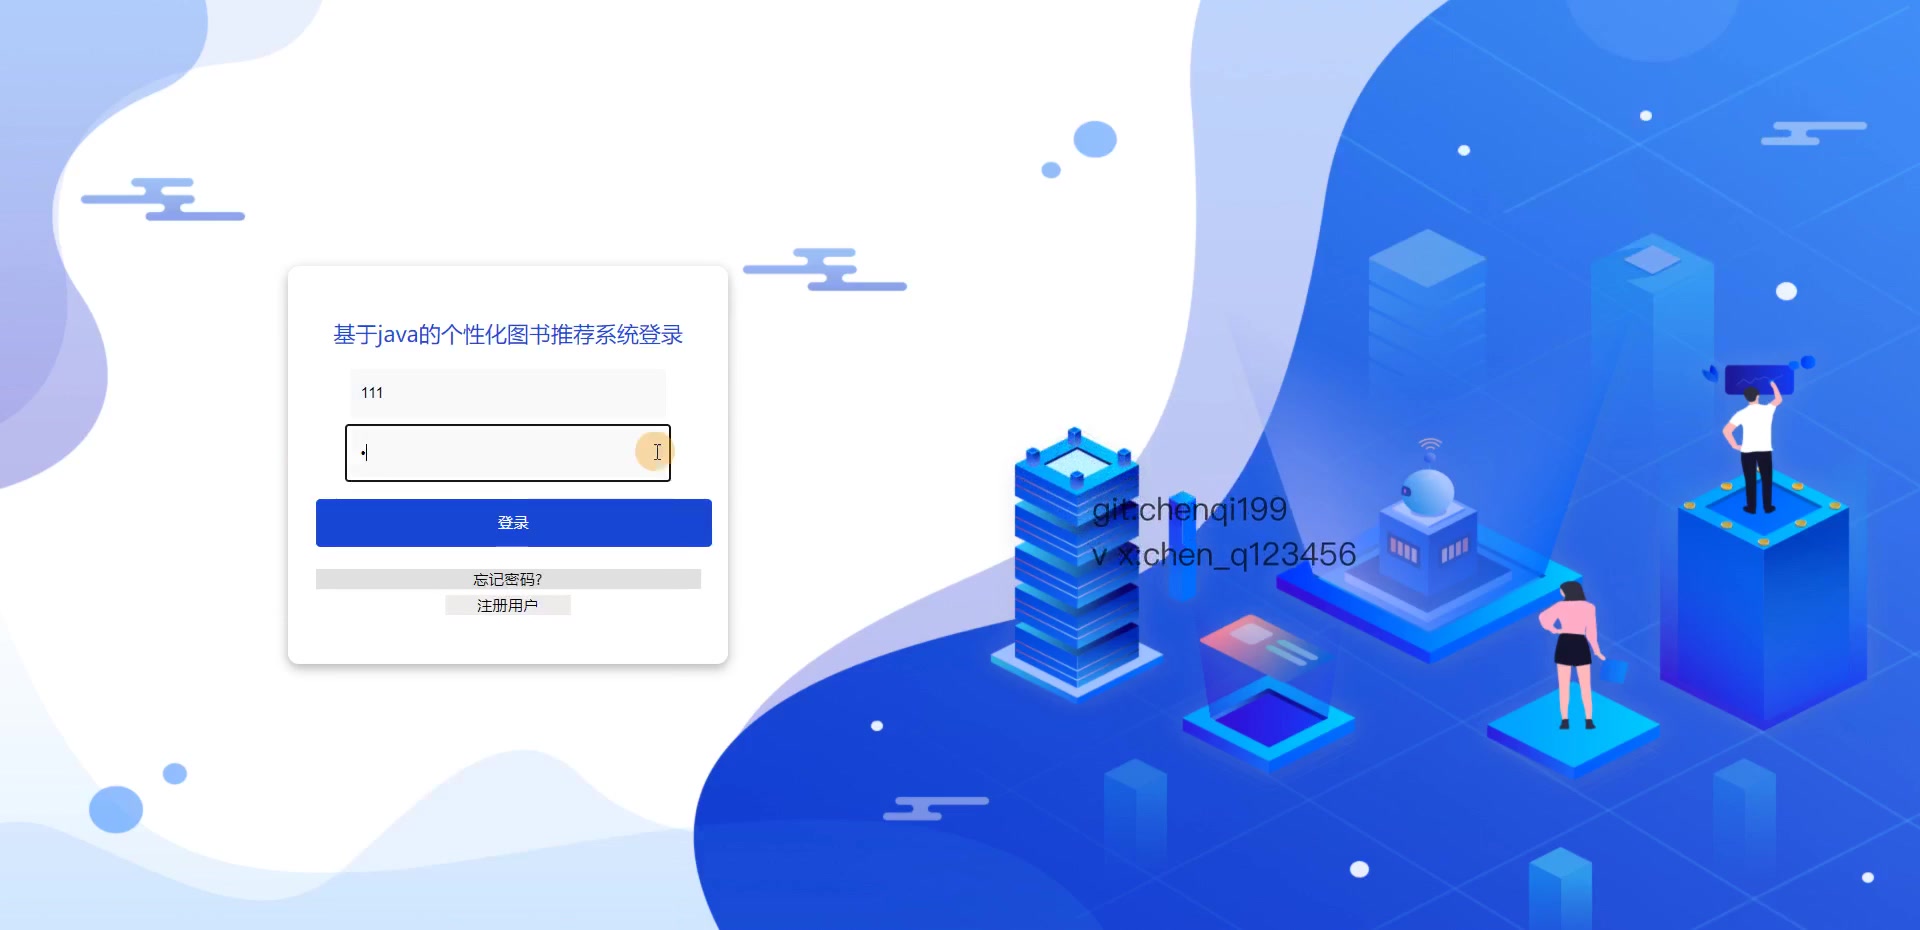 基于java的个性化图书推荐系统登录
111
•
登录
忘记密码?
注册用户
git:chenqi199
v x:chen_q123456